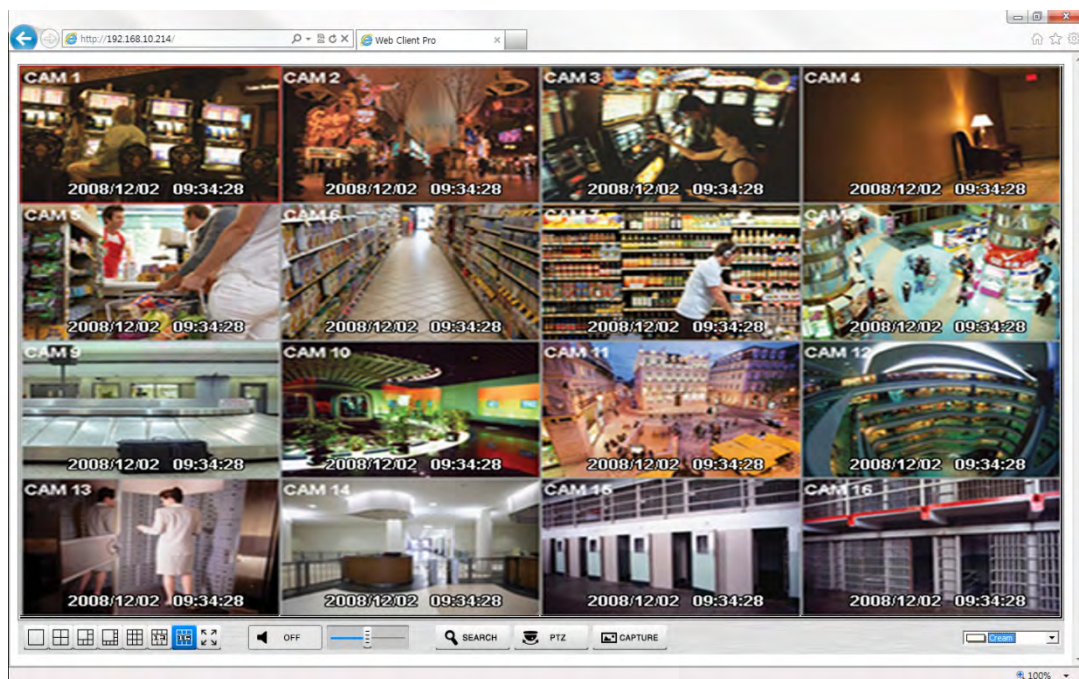 http://192.168.10.214/
Web Client Pro
CAM 1
2008/12/02 09:34:28
CAM 2
2008/12/02 09:34:28
CAM 3
2008/12/02 09:34:28
CAM 4
2008/12/02 09:34:28
CAM 5
2008/12/02 09:34:28
CAM 6
2008/12/02 09:34:28
CAM 7
2008/12/02 09:34:28
CAM 8
2008/12/02 09:34:28
CAM 9
2008/12/02 09:34:28
CAM 10
2008/12/02 09:34:28
CAM 11
2008/12/02 09:34:28
CAM 12
2008/12/02 09:34:28
CAM 13
2008/12/02 09:34:28
CAM 14
2008/12/02 09:34:28
CAM 15
2008/12/02 09:34:28
CAM 16
2008/12/02 09:34:28
OFF
SEARCH
PTZ
CAPTURE
Cream
100%